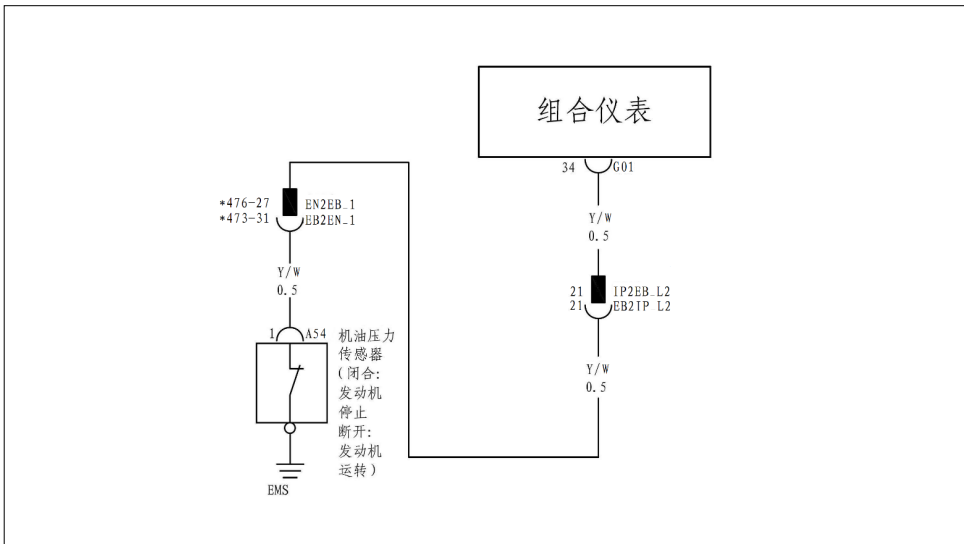 组合仪表
34 G01
Y/W
0.5
21 IP2EB_L2
21 EB2IP_L2
Y/W
0.5
*476-27 EN2EB_1
*473-31 EB2EN_1
Y/W
0.5
1 A54
机油压力
传感器
(闭合:
发动机
停止
断开:
发动机
运转)
EMS